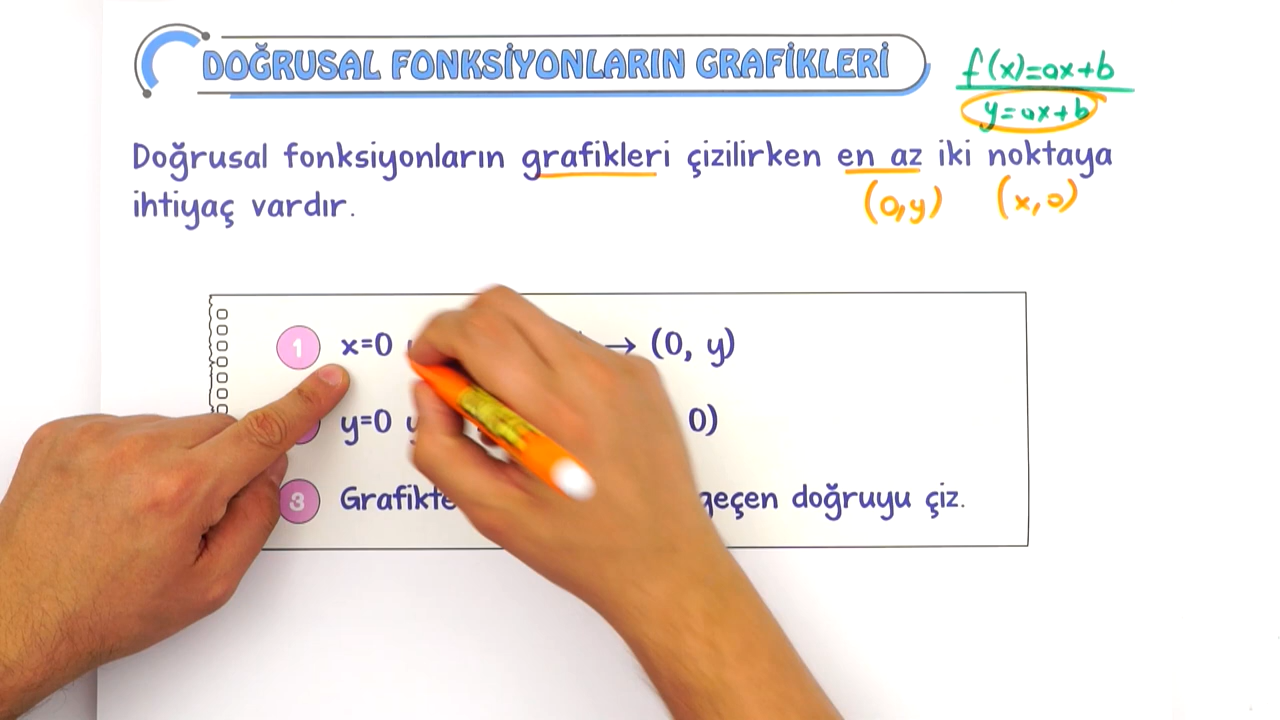 DOĞRUSAL FONKSİYONLARIN GRAFİKLERİ
f(x)=ax+b
y=ax+b
Doğrusal fonksiyonların grafikleri çizilirken en az iki noktaya
ihtiyaç vardır.
(0,y) (x,0)
1 x=0 → (0, y)
y=0 0)
3 geçen doğruyu çiz.